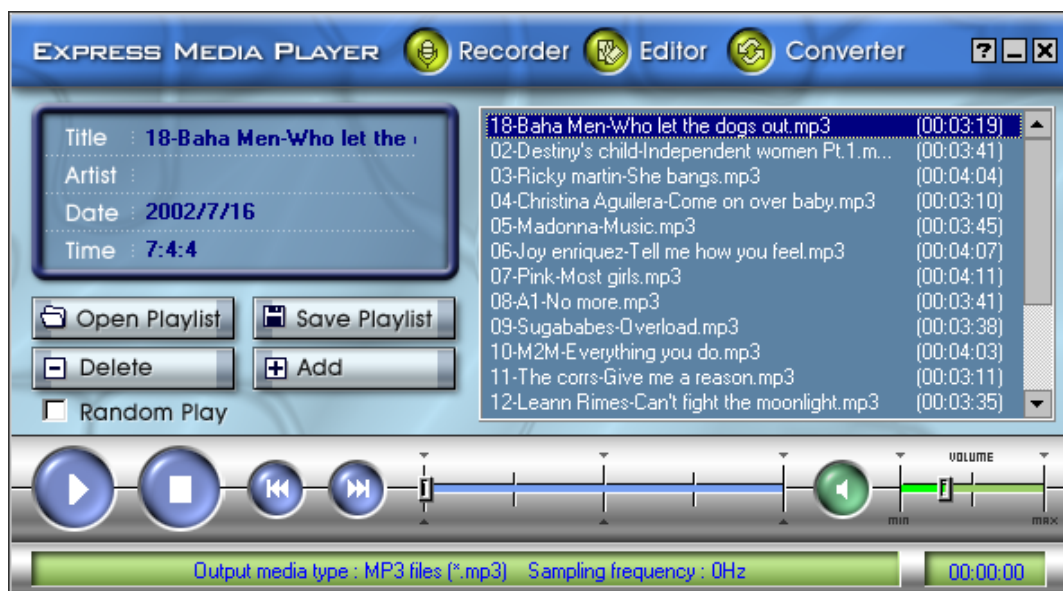 EXPRESS MEDIA PLAYER Recorder Editor Converter ?
Title : 18-Baha Men-Who let the
Artist :
Date : 2002/7/16
Time : 7:4:4
Open Playlist Save Playlist
Delete Add
Random Play
18-Baha Men-Who let the dogs out.mp3 (00:03:19)
02-Destiny's child-Independent women Pt.1.m... (00:03:41)
03-Ricky martin-She bangs.mp3 (00:04:04)
04-Christina Aguilera-Come on over baby.mp3 (00:03:10)
05-Madonna-Music.mp3 (00:03:45)
06-Joy enriquez-Tell me how you feel.mp3 (00:04:07)
07-Pink-Most girls.mp3 (00:04:11)
08-A1-No more.mp3 (00:03:41)
09-Sugababes-Overload.mp3 (00:03:38)
10-M2M-Everything you do.mp3 (00:04:03)
11-The corrs-Give me a reason.mp3 (00:03:11)
12-Leann Rimes-Can't fight the moonlight.mp3 (00:03:35)
VOLUME
min max
Output media type : MP3 files (*.mp3) Sampling frequency : 0Hz 00:00:00